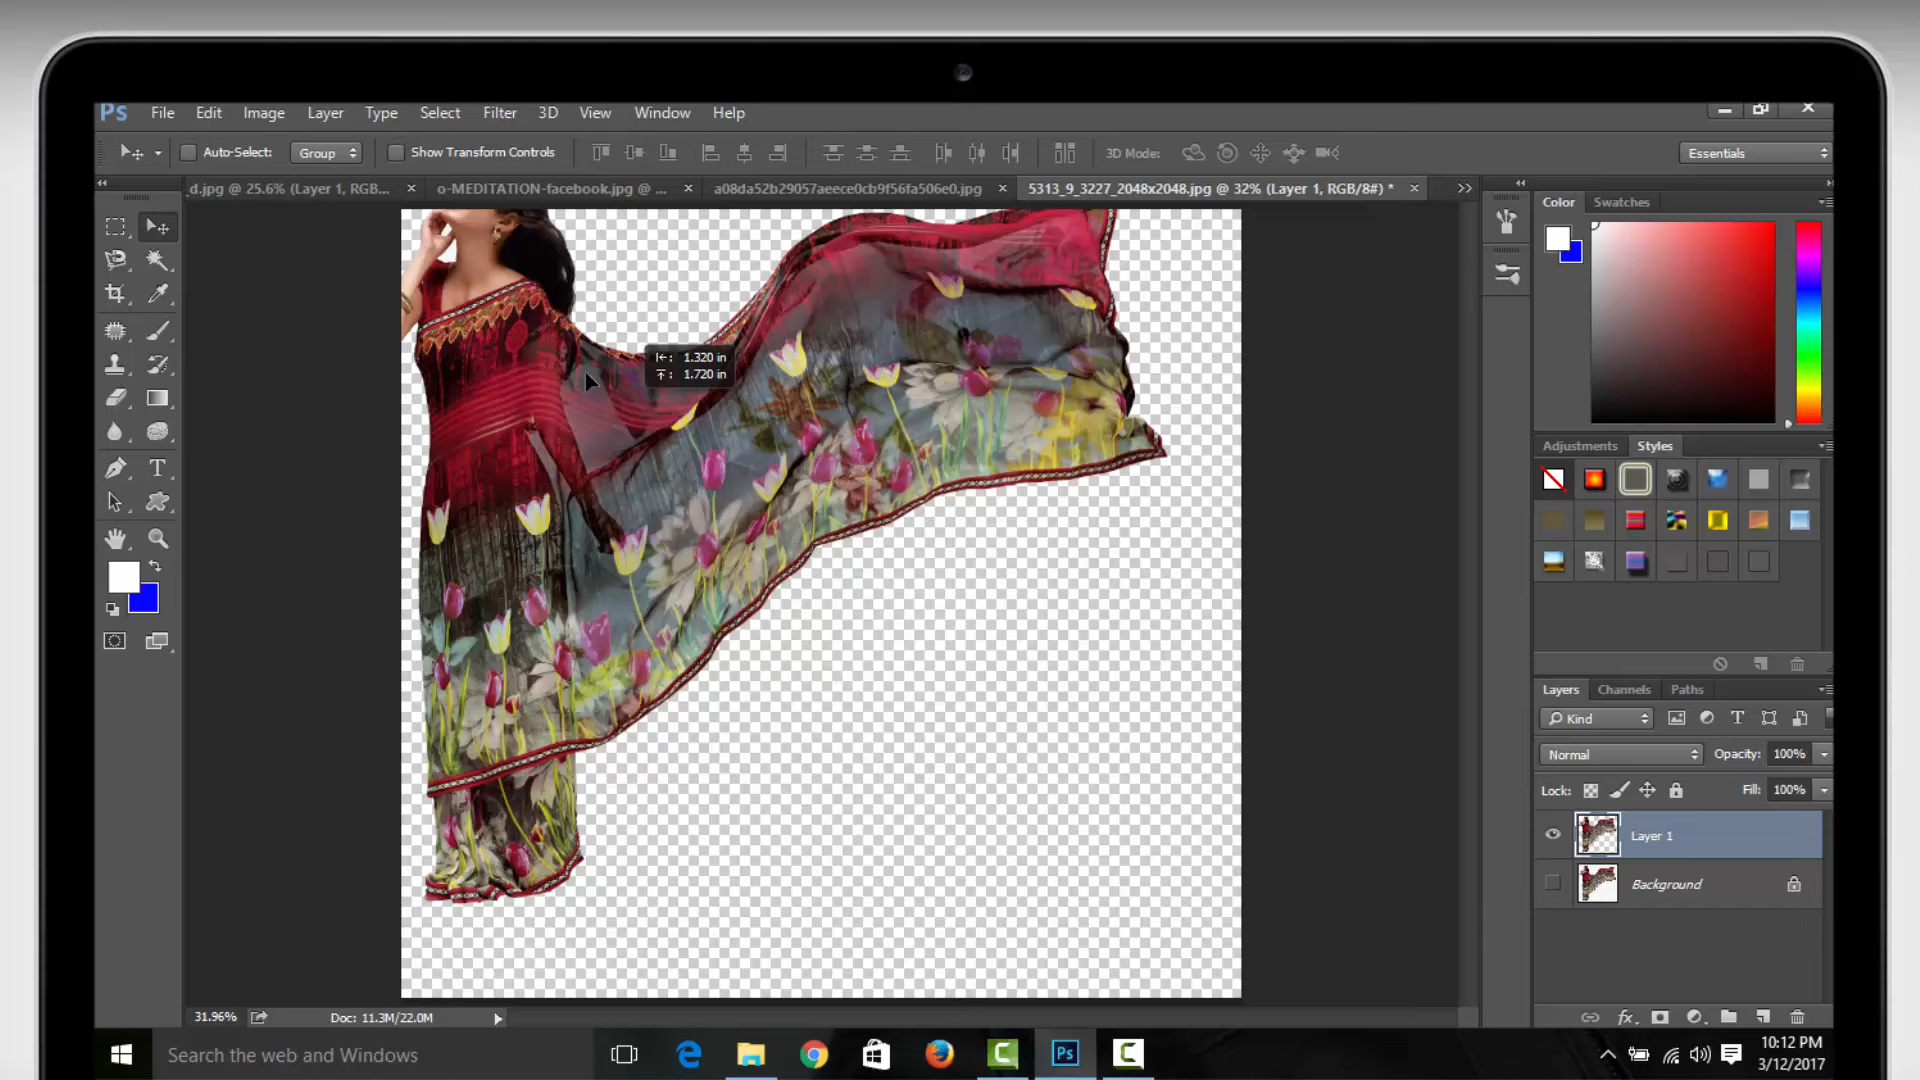 Ps File Edit Image Layer Type Select Filter 3D View Window Help
Auto-Select: Group Show Transform Controls 3D Mode: Essentials
_d.jpg @ 25.6% (Layer 1, RGB... × o-MEDITATION-facebook.jpg @ ... × a08da52b29057aeece0cb9f56fa506e0.jpg × 5313_9_3227_2048x2048.jpg @ 32% (Layer 1, RGB/8#) * ×
Color Swatches
1.320 in
1.720 in
Adjustments Styles
T
Layers Channels Paths
Kind T
Normal Opacity: 100%
Lock: Fill: 100%
Layer 1
Background
31.96% Doc: 11.3M/22.0M fx
Search the web and Windows
Ps
10:12 PM
3/12/2017